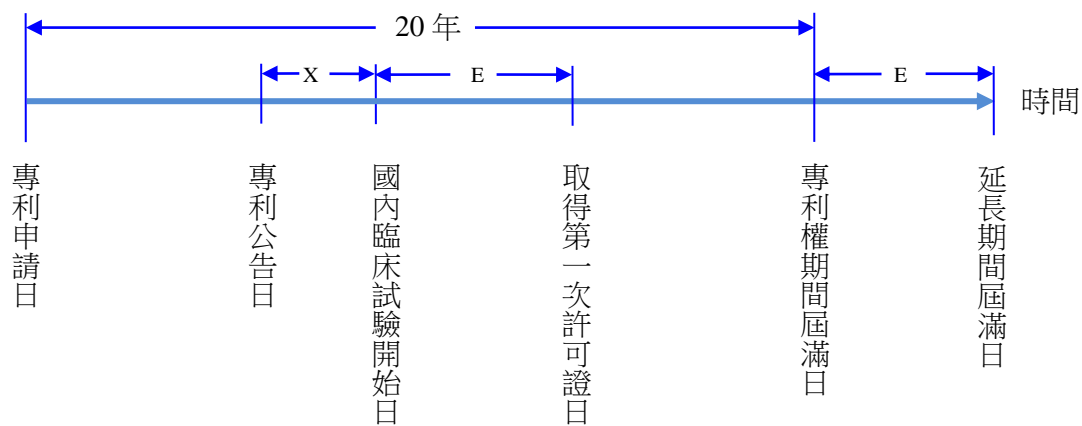 20 年
X
E
E
時間
專利申請日
專利公告日
國內臨床試驗開始日
取得第一次許可證日
專利權期間屆滿日
延長期間屆滿日